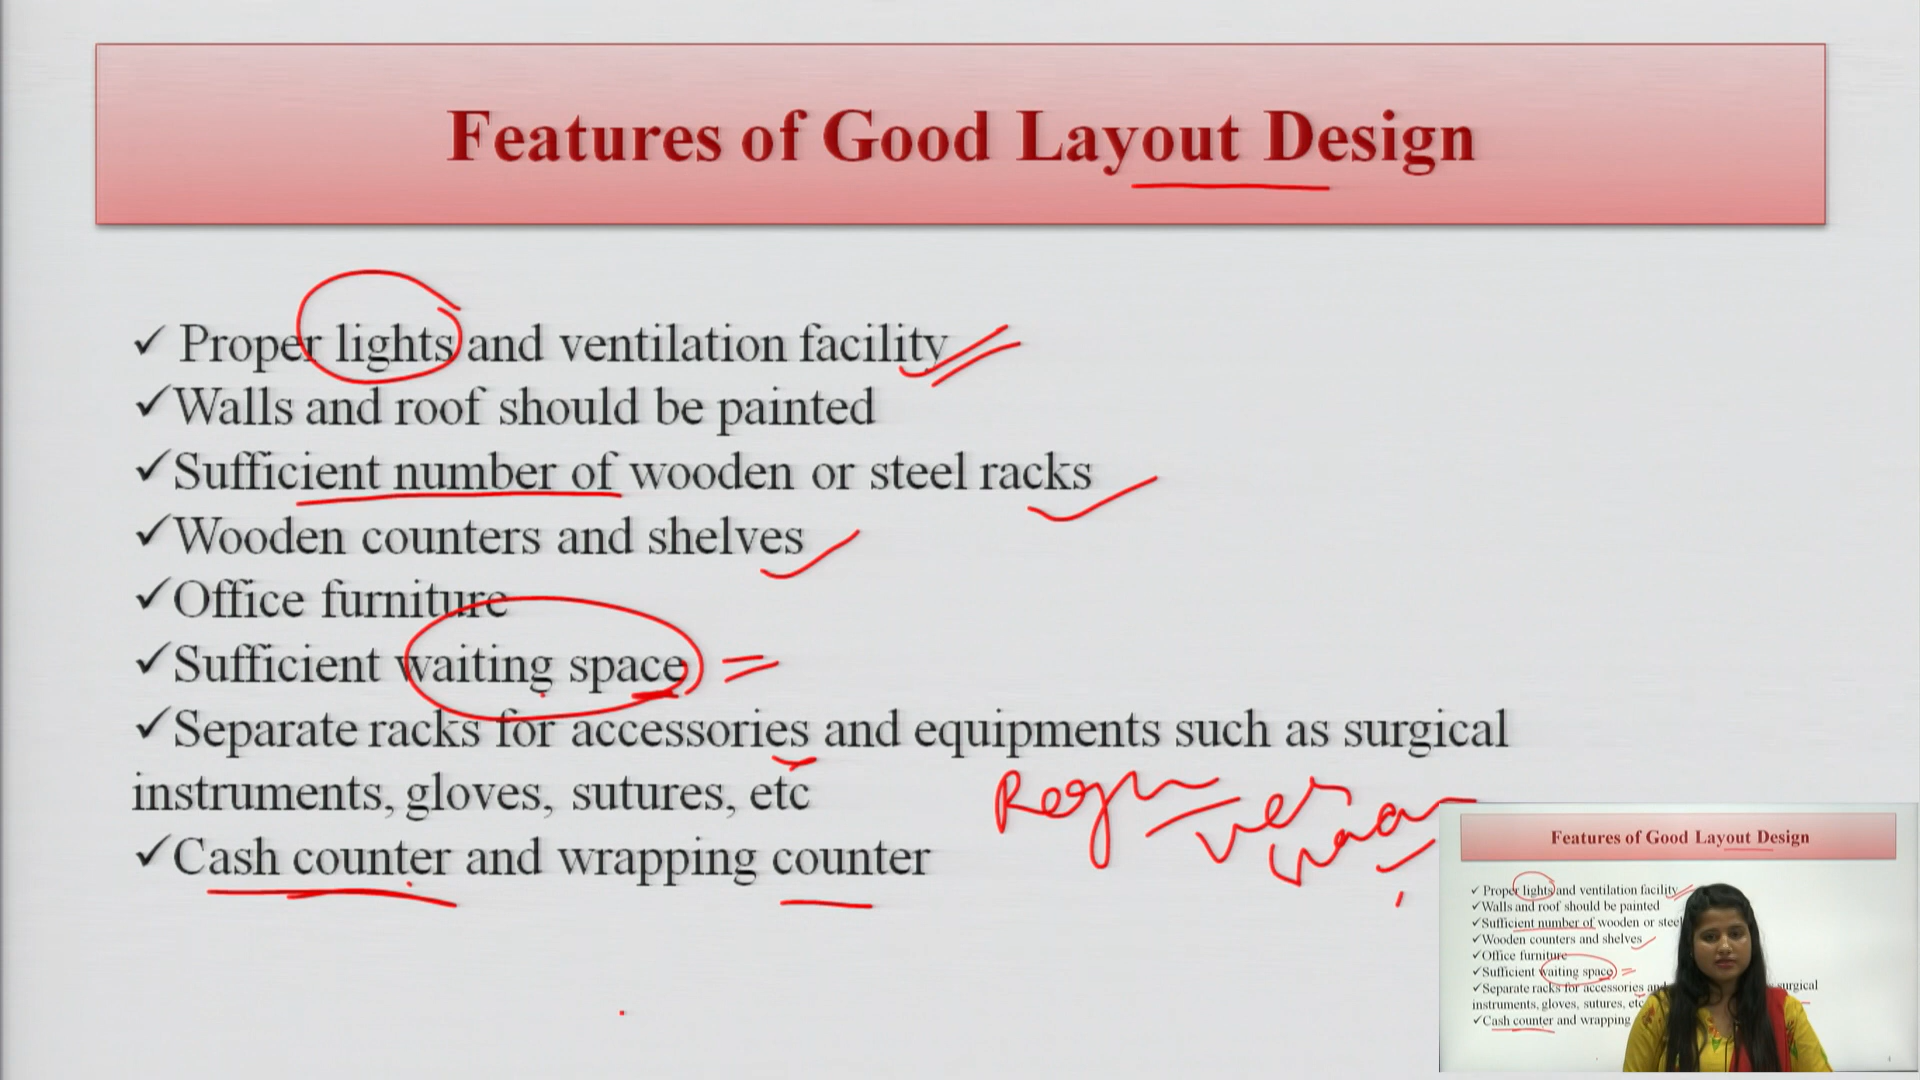 Features of Good Layout Design
✓ Proper lights and ventilation facility
✓Walls and roof should be painted
✓Sufficient number of wooden or steel racks
✓Wooden counters and shelves
✓Office furniture
✓Sufficient waiting space
✓Separate racks for accessories and equipments such as surgical
instruments, gloves, sutures, etc
✓Cash counter and wrapping counter
Features of Good Layout Design
✓ Proper lights and ventilation facility
✓Walls and roof should be painted
✓Sufficient number of wooden or steel
✓Wooden counters and shelves
✓Office furniture
✓Sufficient waiting space
✓Separate racks for accessories and surgical
instruments, gloves, sutures, etc
✓Cash counter and wrapping